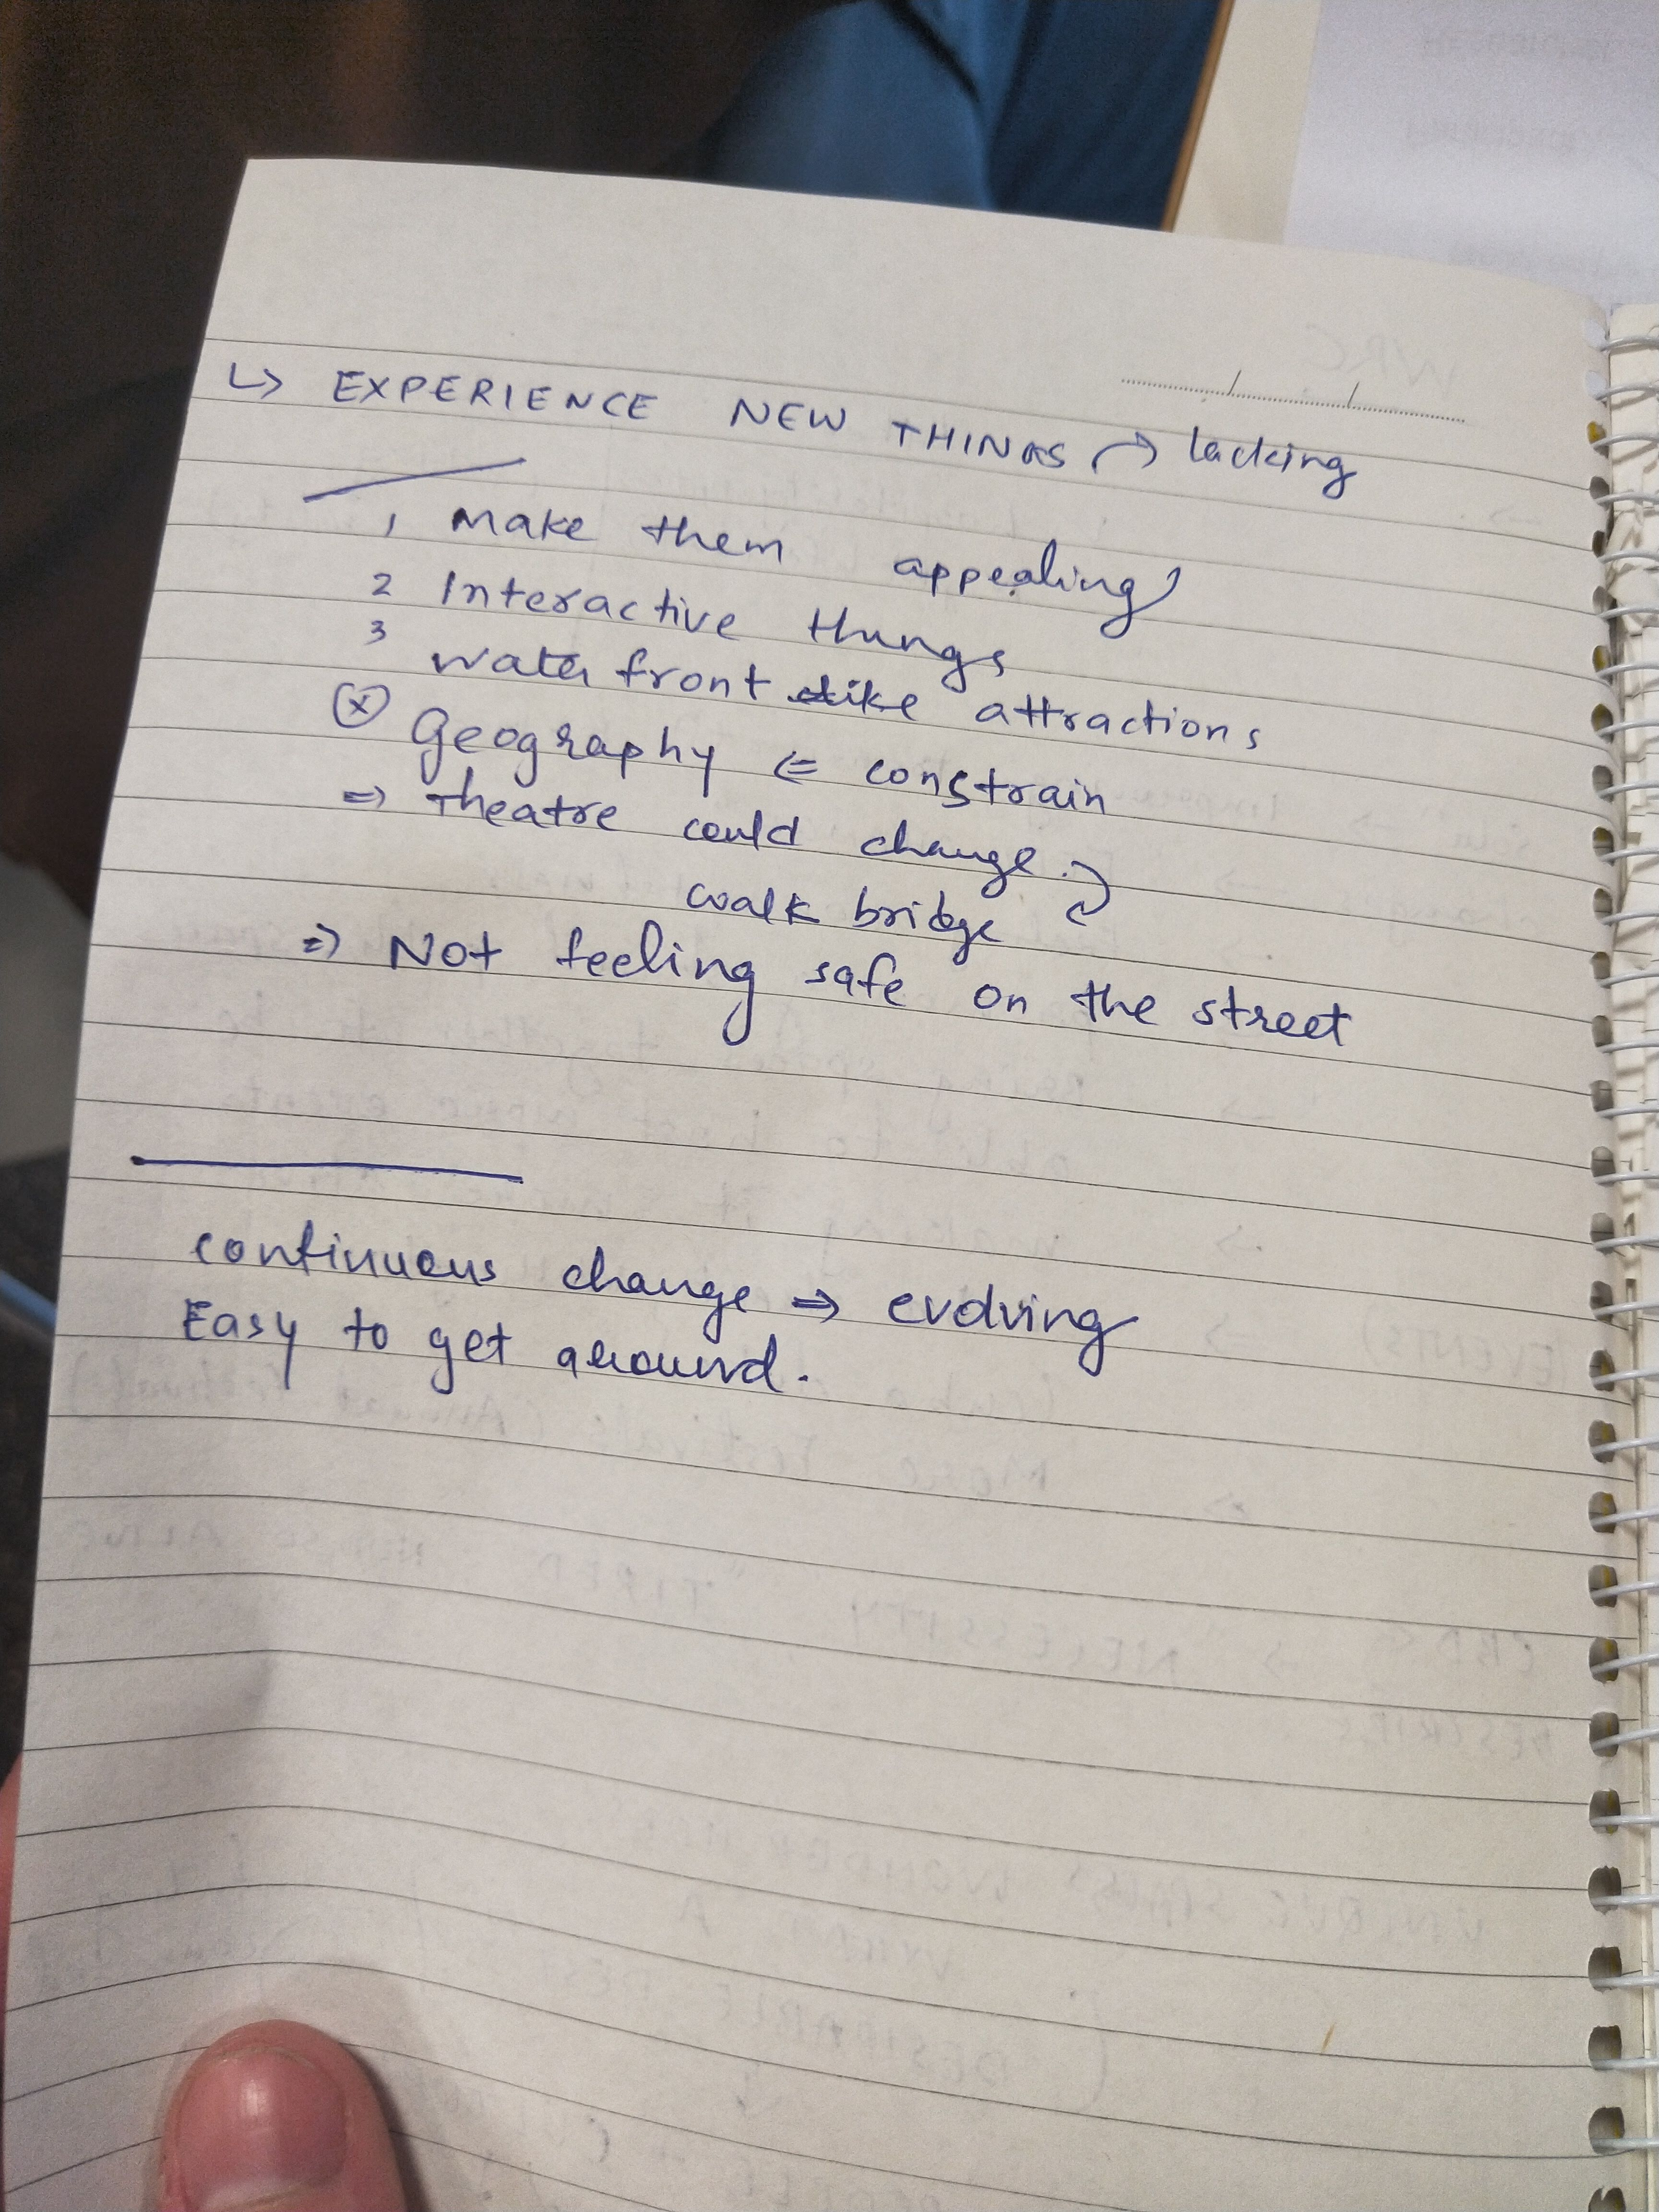 ↳ EXPERIENCE NEW THINGS → lacking
1 Make them appealing
2 Interactive things
3 water front like attractions
ⓧ Geography ⇐ constrain
⇒ Theatre could change.
walk bridge
⇒ Not feeling safe on the street
continuous change ⇒ evolving
Easy to get around.